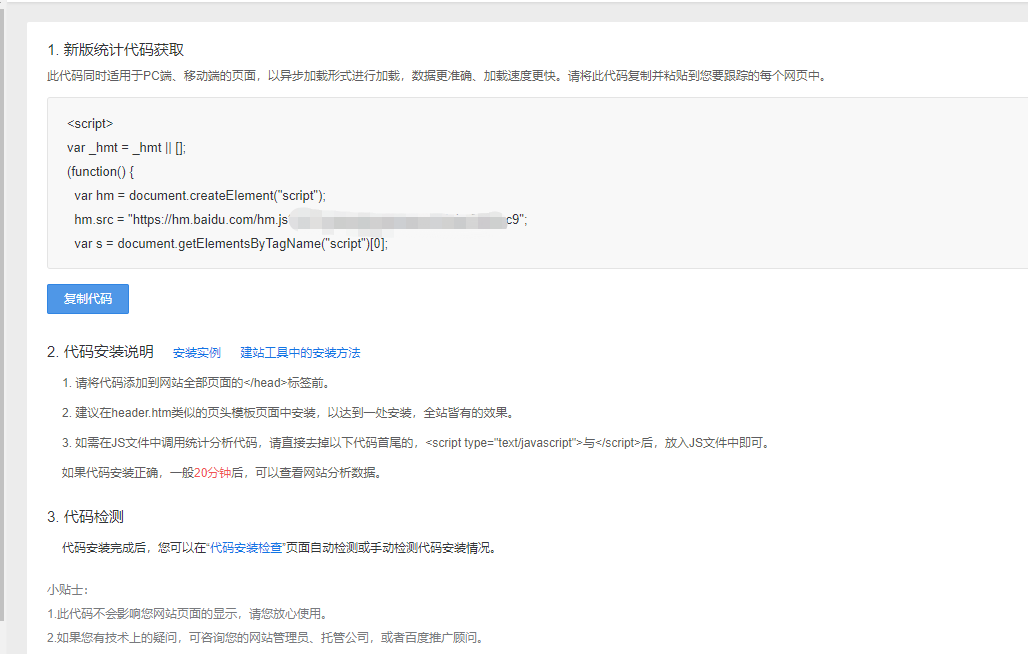 1. 新版统计代码获取
此代码同时适用于PC端、移动端的页面，以异步加载形式进行加载，数据更准确、加载速度更快。请将此代码复制并粘贴到您要跟踪的每个网页中。
<script>
var _hmt = _hmt || [];
(function() {
var hm = document.createElement("script");
hm.src = "https://hm.baidu.com/hm.js c9";
var s = document.getElementsByTagName("script")[0];
复制代码
2. 代码安装说明 安装实例 建站工具中的安装方法
1. 请将代码添加到网站全部页面的</head>标签前。
2. 建议在header.htm类似的页头模板页面中安装，以达到一处安装，全站皆有的效果。
3. 如需在JS文件中调用统计分析代码，请直接去掉以下代码首尾的，<script type="text/javascript">与</script>后，放入JS文件中即可。
如果代码安装正确，一般20分钟后，可以查看网站分析数据。
3. 代码检测
代码安装完成后，您可以在“代码安装检查”页面自动检测或手动检测代码安装情况。
小贴士：
1.此代码不会影响您网站页面的显示，请您放心使用。
2.如果您有技术上的疑问，可咨询您的网站管理员、托管公司，或者百度推广顾问。